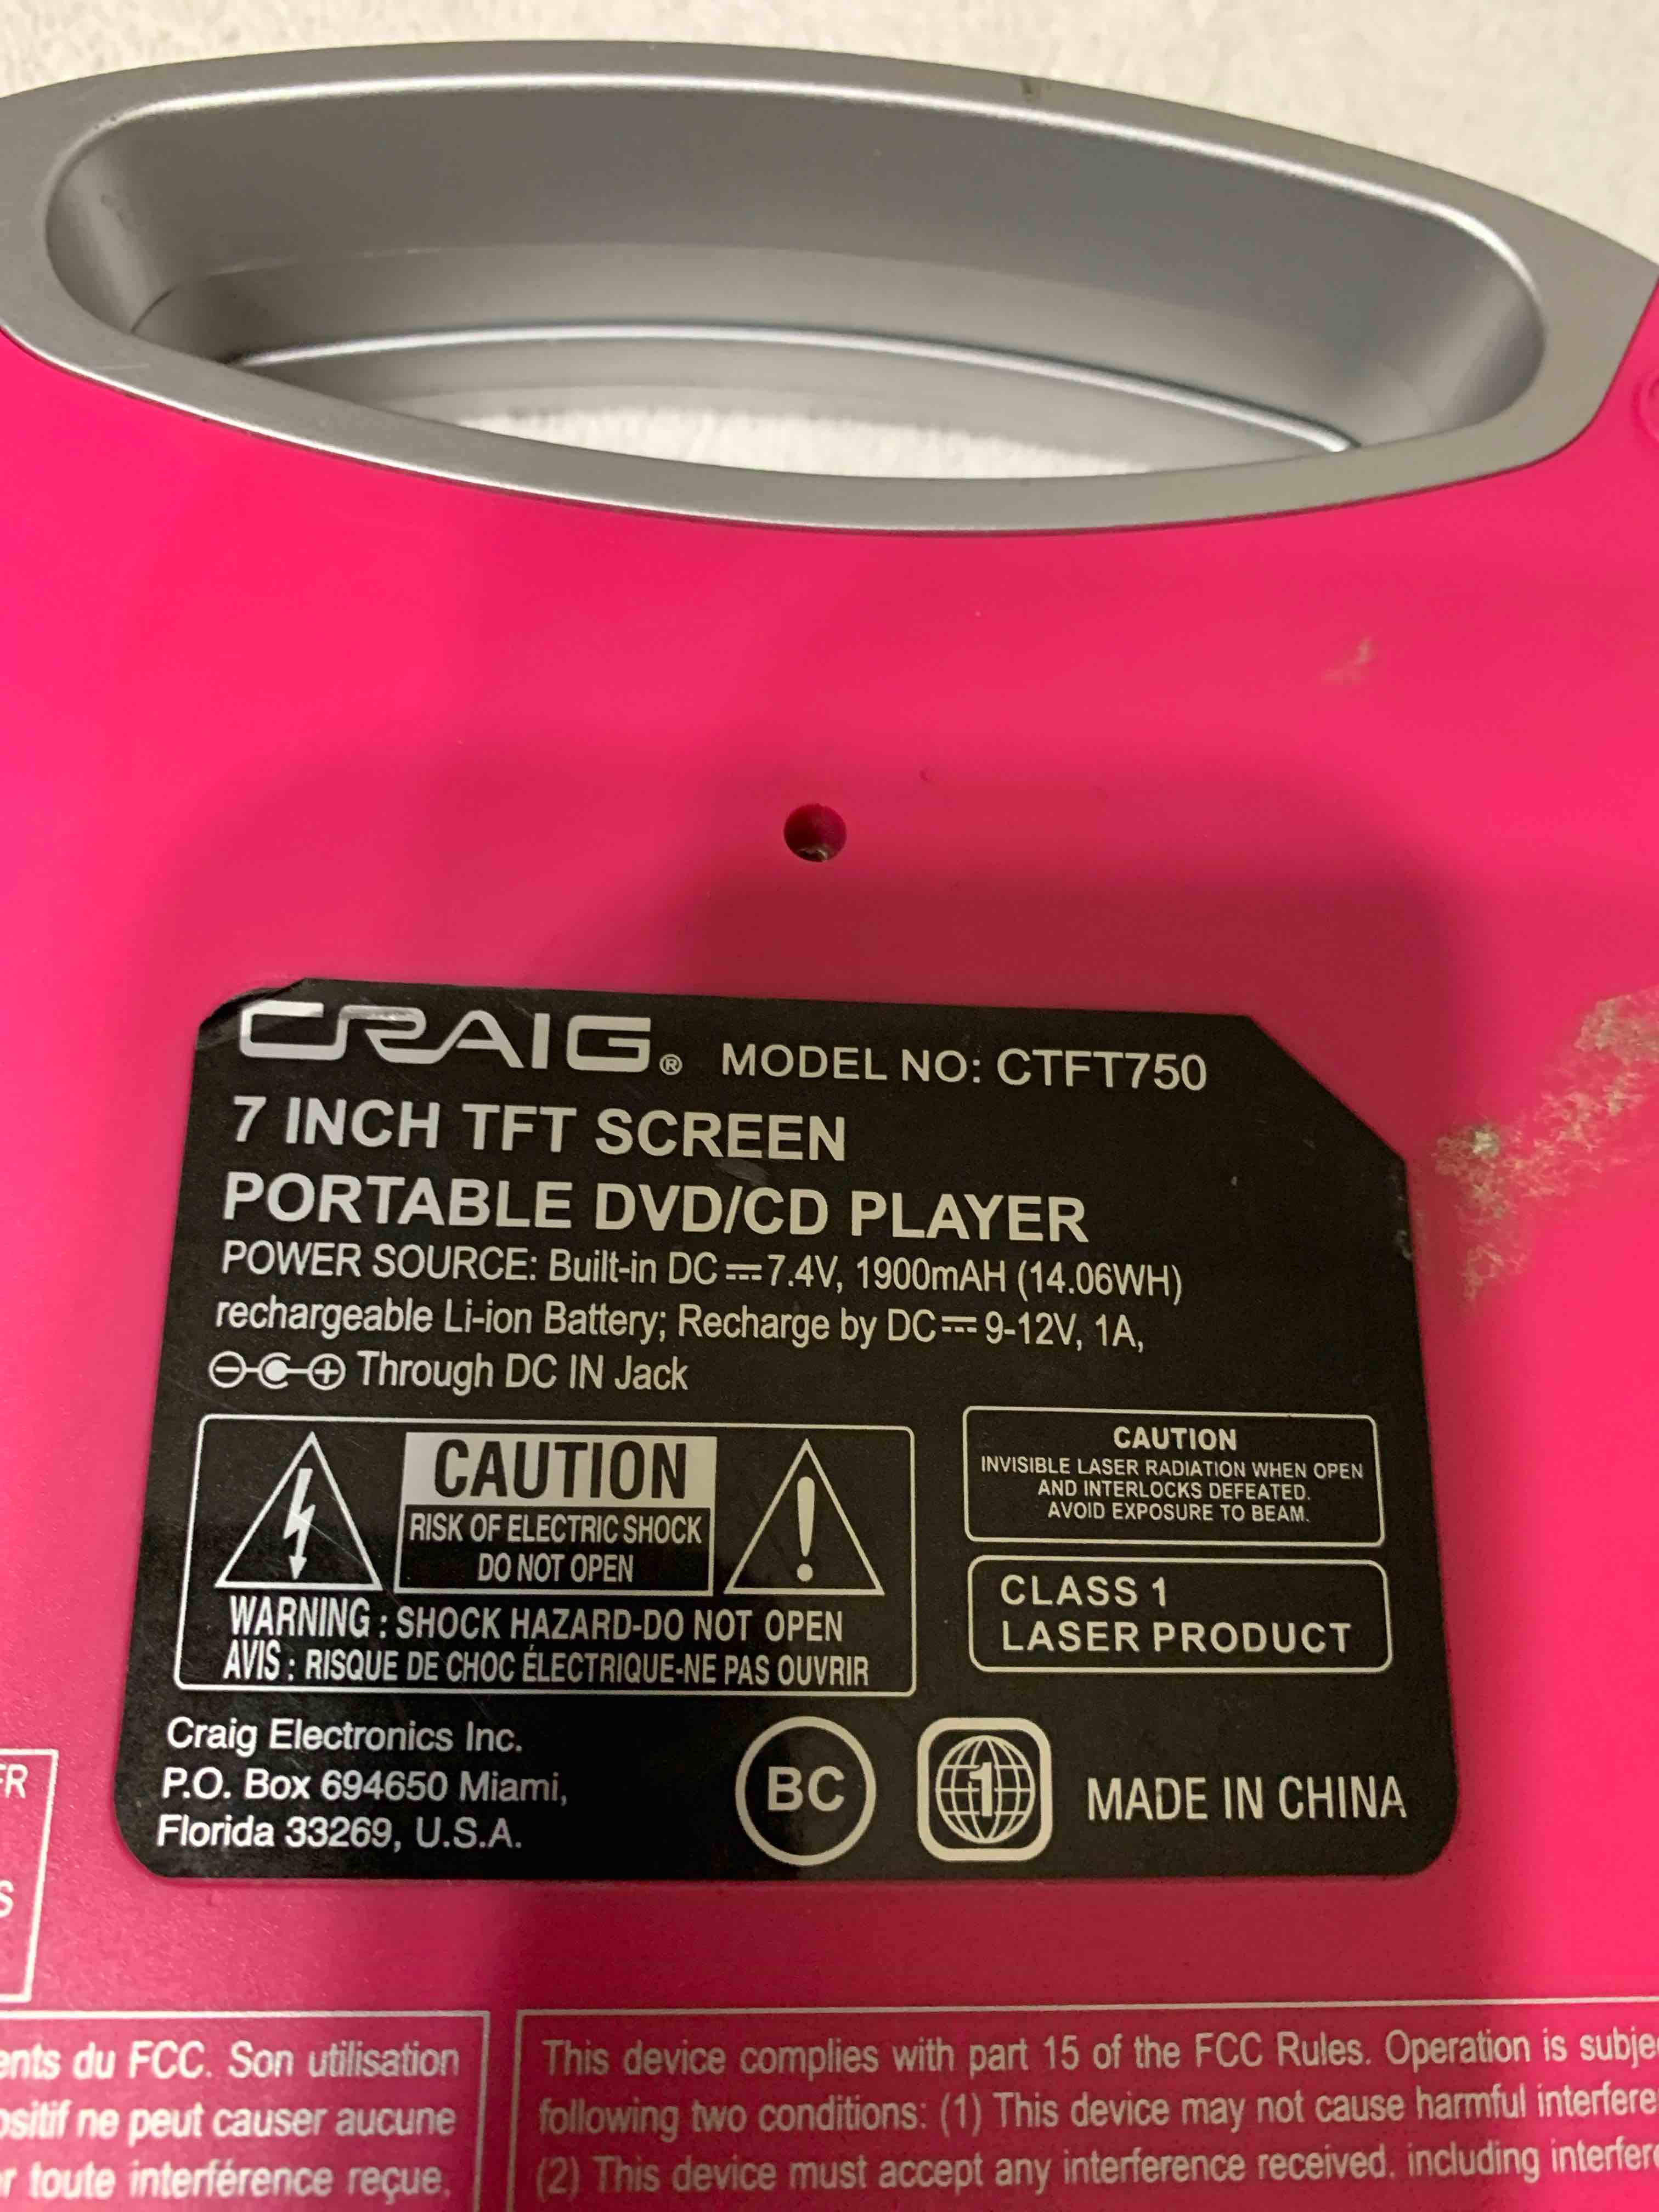 CRAIG® MODEL NO: CTFT750
7 INCH TFT SCREEN
PORTABLE DVD/CD PLAYER
POWER SOURCE: Built-in DC⎓7.4V, 1900mAH (14.06WH)
rechargeable Li-ion Battery; Recharge by DC⎓9-12V, 1A,
Through DC IN Jack
CAUTION
RISK OF ELECTRIC SHOCK
DO NOT OPEN
WARNING : SHOCK HAZARD-DO NOT OPEN
AVIS : RISQUE DE CHOC ÉLECTRIQUE-NE PAS OUVRIR
CAUTION
INVISIBLE LASER RADIATION WHEN OPEN
AND INTERLOCKS DEFEATED.
AVOID EXPOSURE TO BEAM.
CLASS 1
LASER PRODUCT
Craig Electronics Inc.
P.O. Box 694650 Miami,
Florida 33269, U.S.A.
BC
1
MADE IN CHINA
du FCC. Son utilisation
ne peut causer aucune
toute interférence reçue,
This device complies with part 15 of the FCC Rules. Operation is
following two conditions: (1) This device may not cause harmful
(2) This device must accept any interference received, including